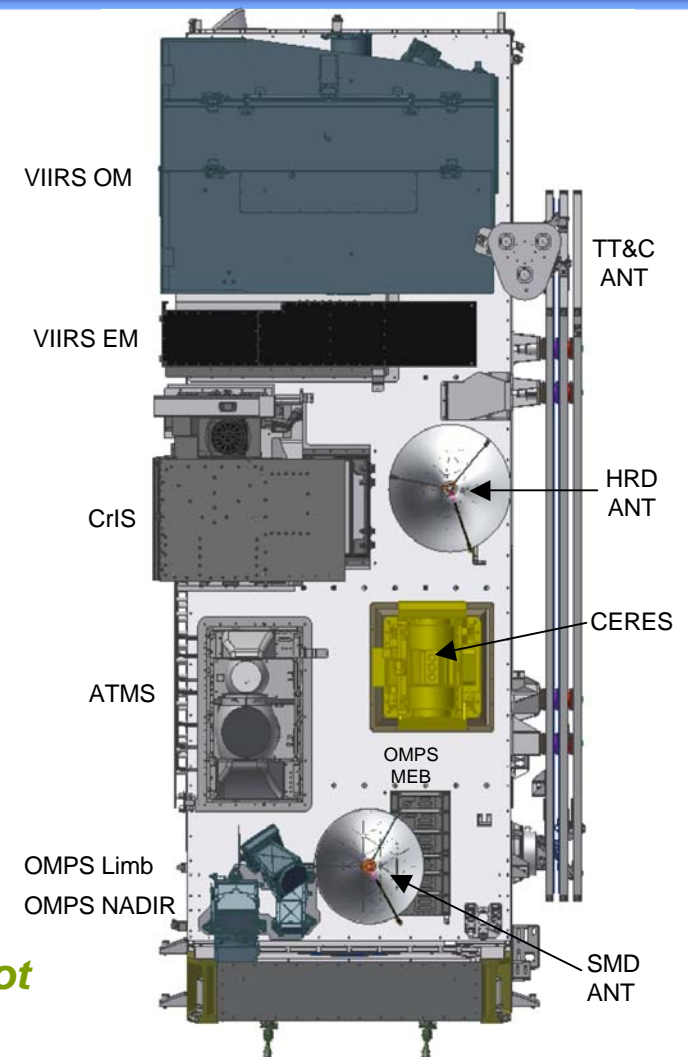 VIIRS OM
TT&C
ANT
VIIRS EM
HRD
ANT
CrIS
CERES
ATMS
OMPS
MEB
OMPS Limb
OMPS NADIR
SMD
ANT
ot